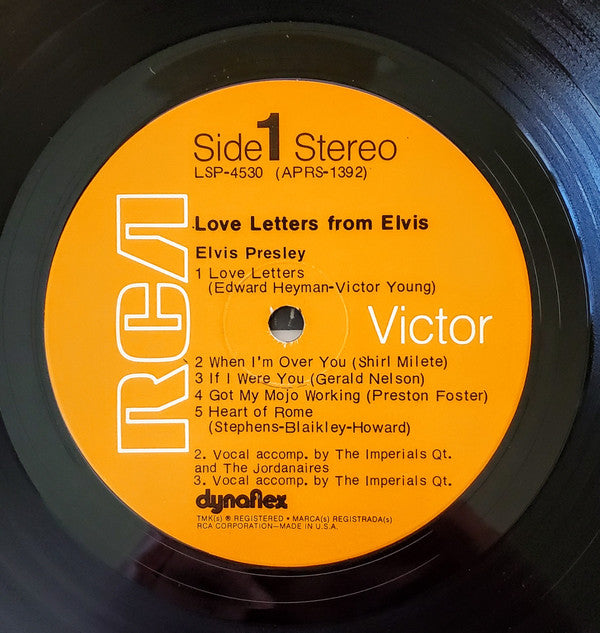 Side 1 Stereo
LSP-4530 (APRS-1392)
RCA
Love Letters from Elvis
Elvis Presley
1 Love Letters
(Edward Heyman-Victor Young)
Victor
2 When I'm Over You (Shirl Milete)
3 If I Were You (Gerald Nelson)
4 Got My Mojo Working (Preston Foster)
5 Heart of Rome
(Stephens-Blaikley-Howard)
2. Vocal accomp. by The Imperials Qt.
and The Jordanaires
3. Vocal accomp. by The Imperials Qt.
dynaflex
TMK(s) ® REGISTERED • MARCA(s) REGISTRADA(s)
RCA CORPORATION—MADE IN U.S.A.